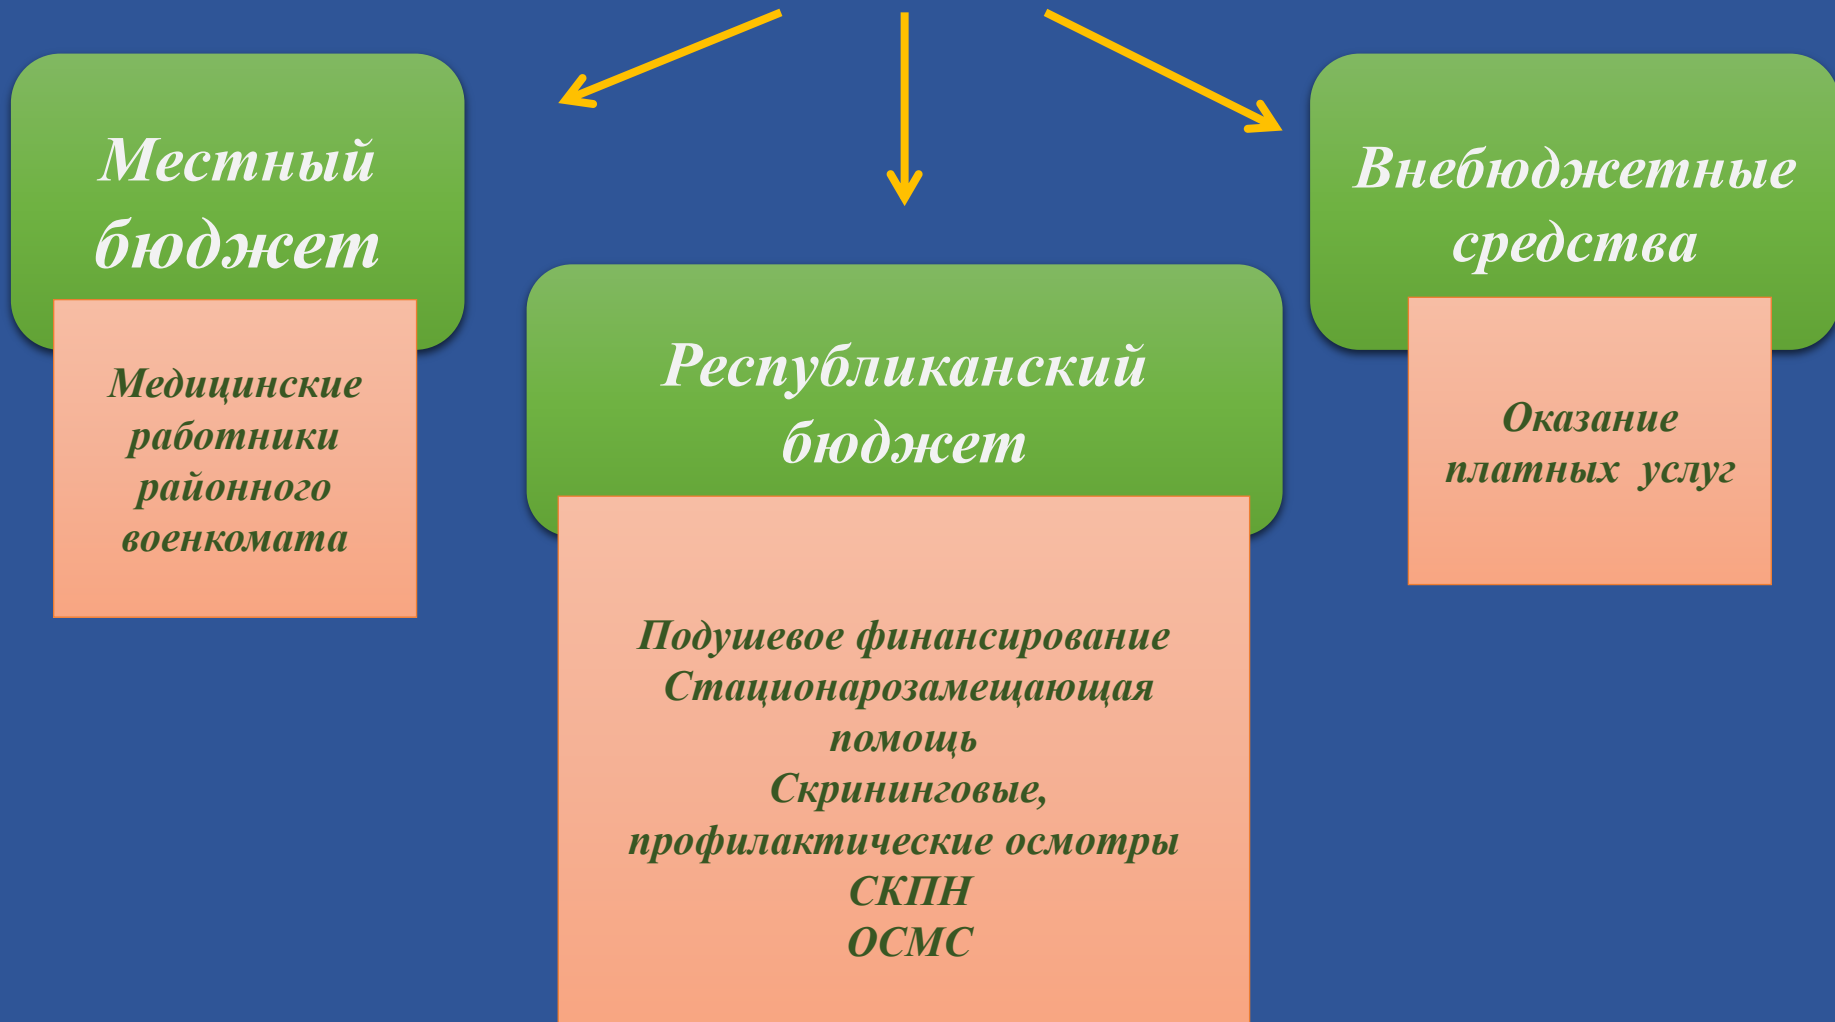 Местный
бюджет
Медицинские
работники
районного
военкомата
Республиканский
бюджет
Подушевое финансирование
Стационарозамещающая
помощь
Скрининговые,
профилактические осмотры
СКПН
ОСМС
Внебюджетные
средства
Оказание
платных услуг